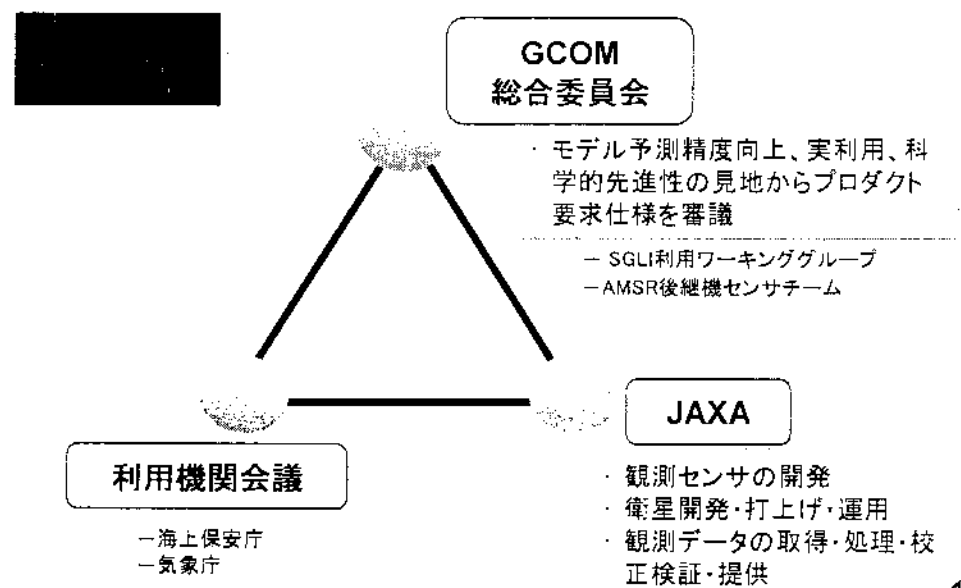 GCOM
総合委員会
・ モデル予測精度向上、実利用、科
学的先進性の見地からプロダクト
要求仕様を審議
ー SGLI利用ワーキンググループ
ーAMSR後継機センサチーム
JAXA
利用機関会議
・ 観測センサの開発
・ 衛星開発・打上げ・運用
・ 観測データの取得・処理・校
正検証・提供
ー海上保安庁
ー気象庁